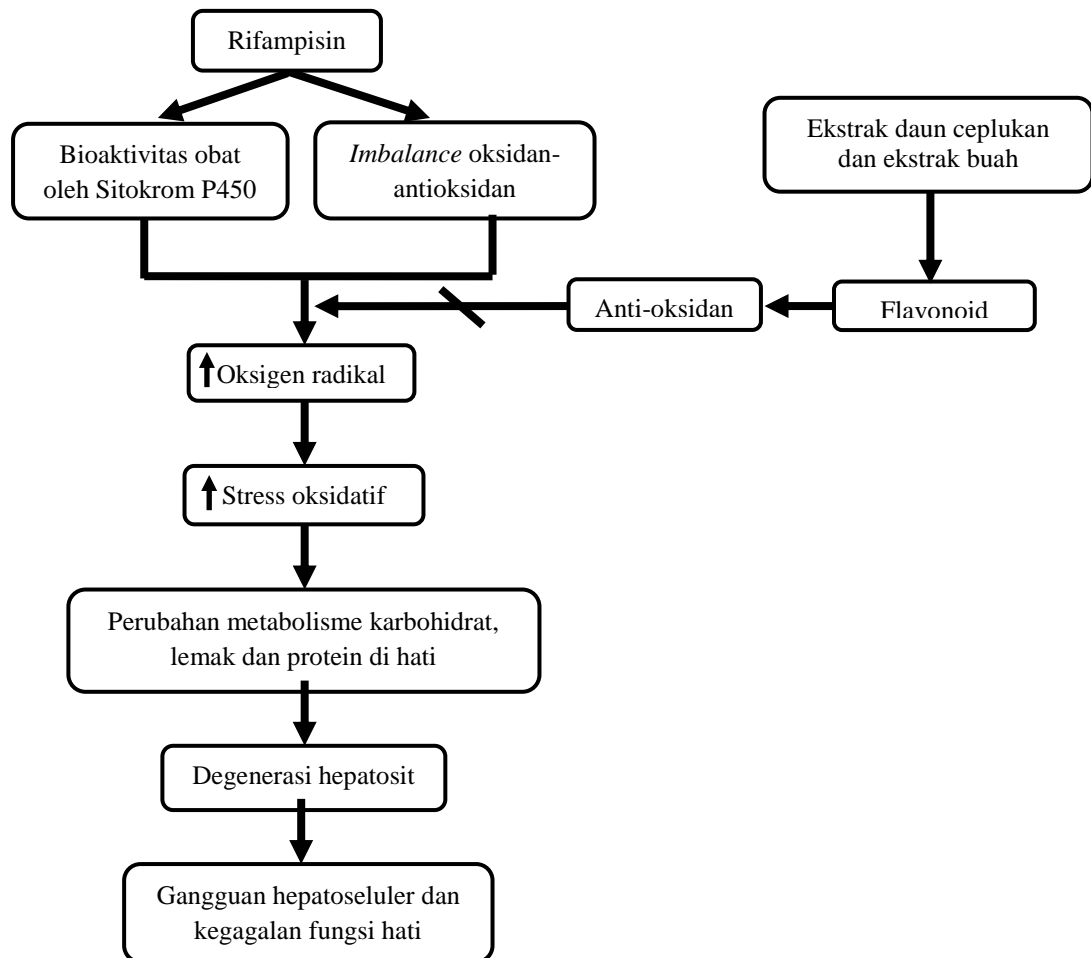 Rifampisin
Bioaktivitas obat
oleh Sitokrom P450
Imbalance oksidan-
antioksidan
Ekstrak daun ceplukan
dan ekstrak buah
Anti-oksidan
Flavonoid
Oksigen radikal
Stress oksidatif
Perubahan metabolisme karbohidrat,
lemak dan protein di hati
Degenerasi hepatosit
Gangguan hepatoseluler dan
kegagalan fungsi hati